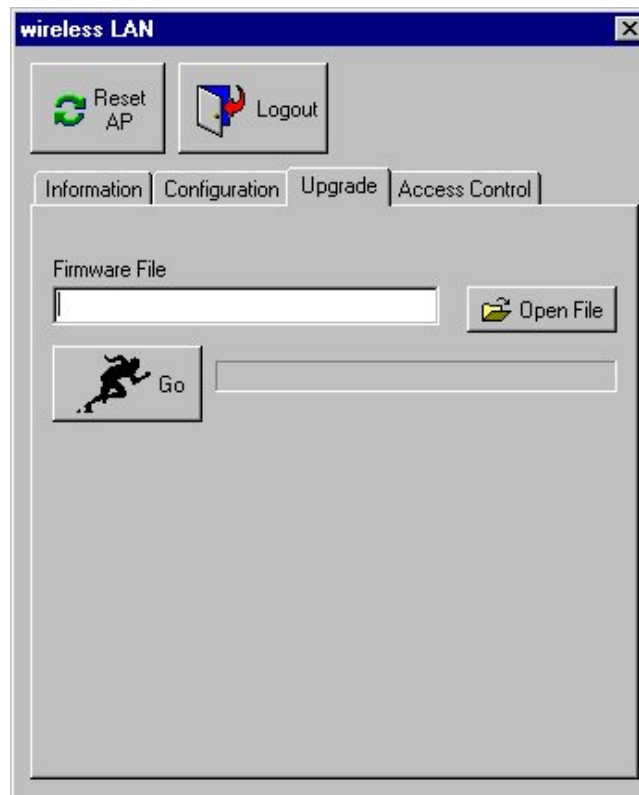 wireless LAN
Reset
AP
Logout
Information
Configuration
Upgrade
Access Control
Firmware File
Open File
Go